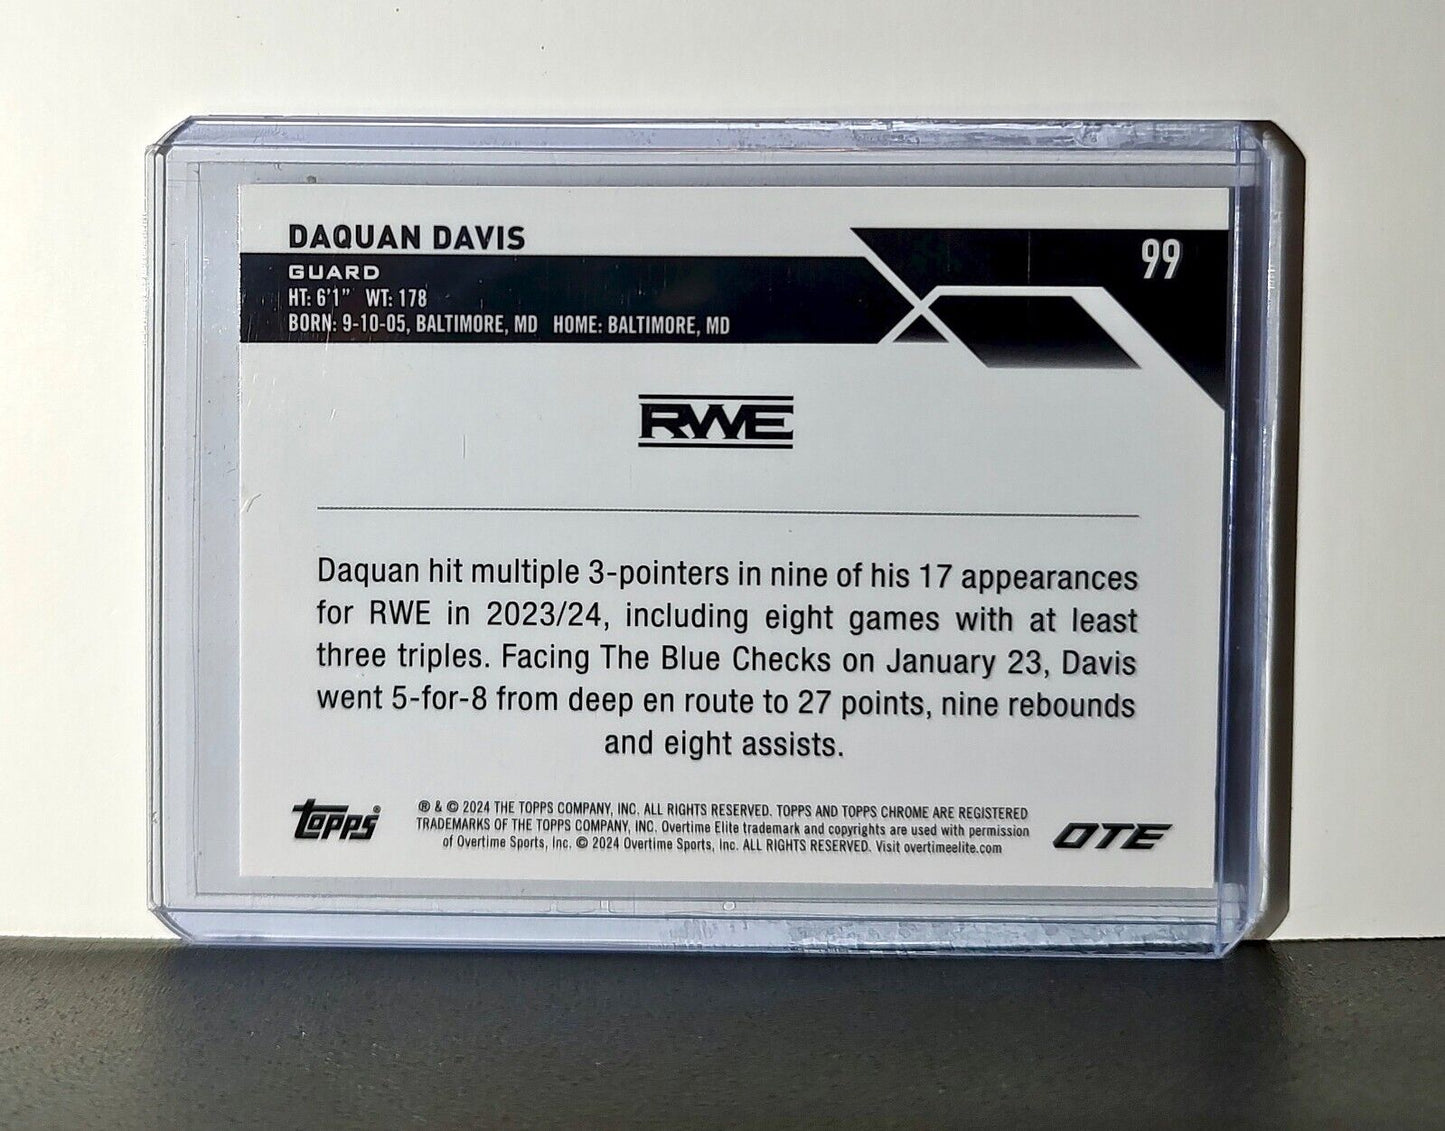 DAQUAN DAVIS
99
GUARD
HT: 6'1" WT: 178
BORN: 9-10-05, BALTIMORE, MD HOME: BALTIMORE, MD
RWE
Daquan hit multiple 3-pointers in nine of his 17 appearances
for RWE in 2023/24, including eight games with at least
three triples. Facing The Blue Checks on January 23, Davis
went 5-for-8 from deep en route to 27 points, nine rebounds
and eight assists.
Topps®
® & © 2024 THE TOPPS COMPANY, INC. ALL RIGHTS RESERVED. TOPPS AND TOPPS CHROME ARE REGISTERED
TRADEMARKS OF THE TOPPS COMPANY, INC. Overtime Elite trademark and copyrights are used with permission
of Overtime Sports, Inc. © 2024 Overtime Sports, Inc. ALL RIGHTS RESERVED. Visit overtimeelite.com
OTE